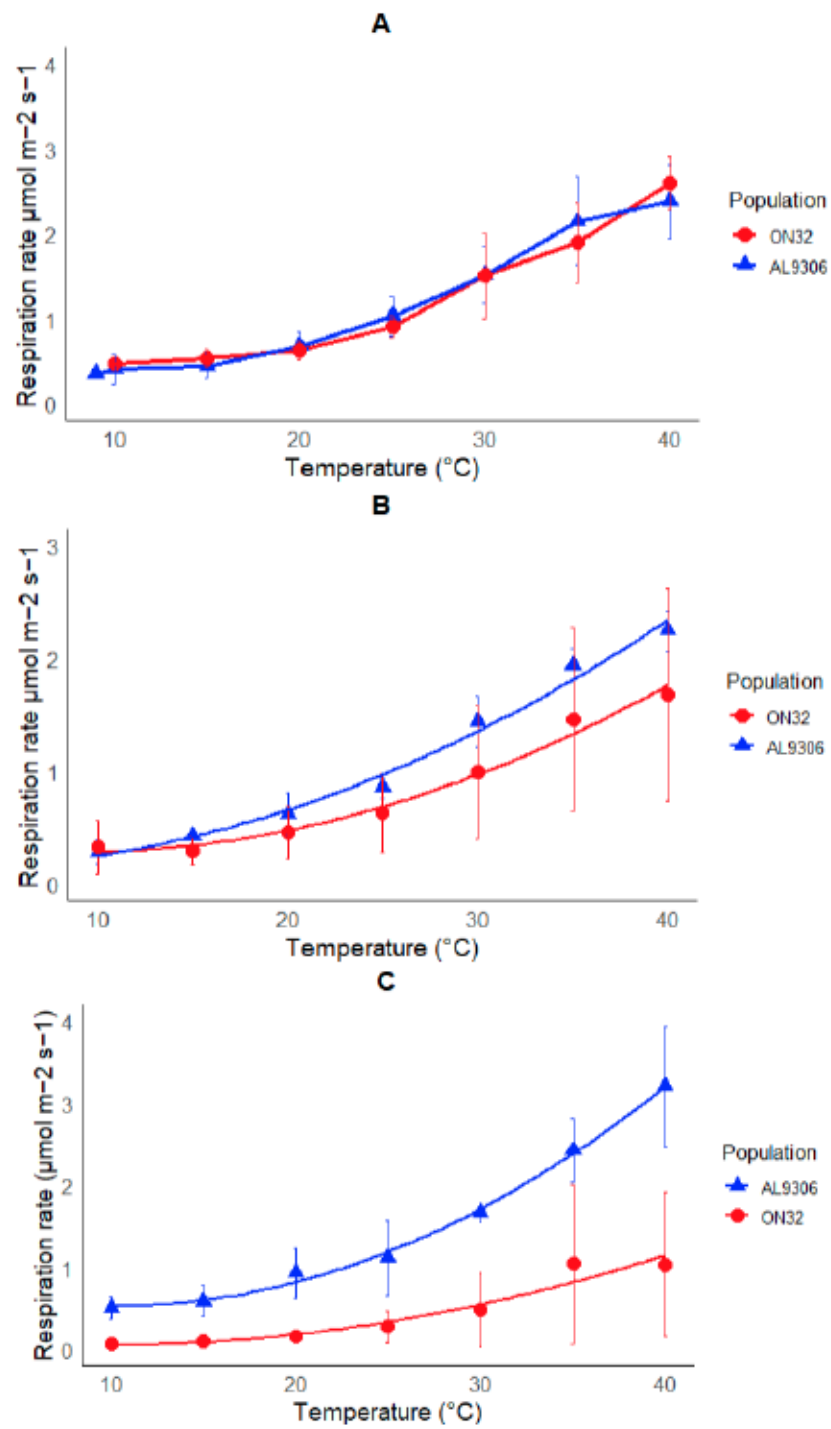 A
Respiration rate µmol m−2 s−1
4
3
2
1
0
10 20 30 40
Temperature (°C)
Population
ON32
AL9306
B
Respiration rate µmol m−2 s−1
3
2
1
0
10 20 30 40
Temperature (°C)
Population
ON32
AL9306
C
Respiration rate (µmol m−2 s−1)
4
3
2
1
0
10 20 30 40
Temperature (°C)
Population
AL9306
ON32